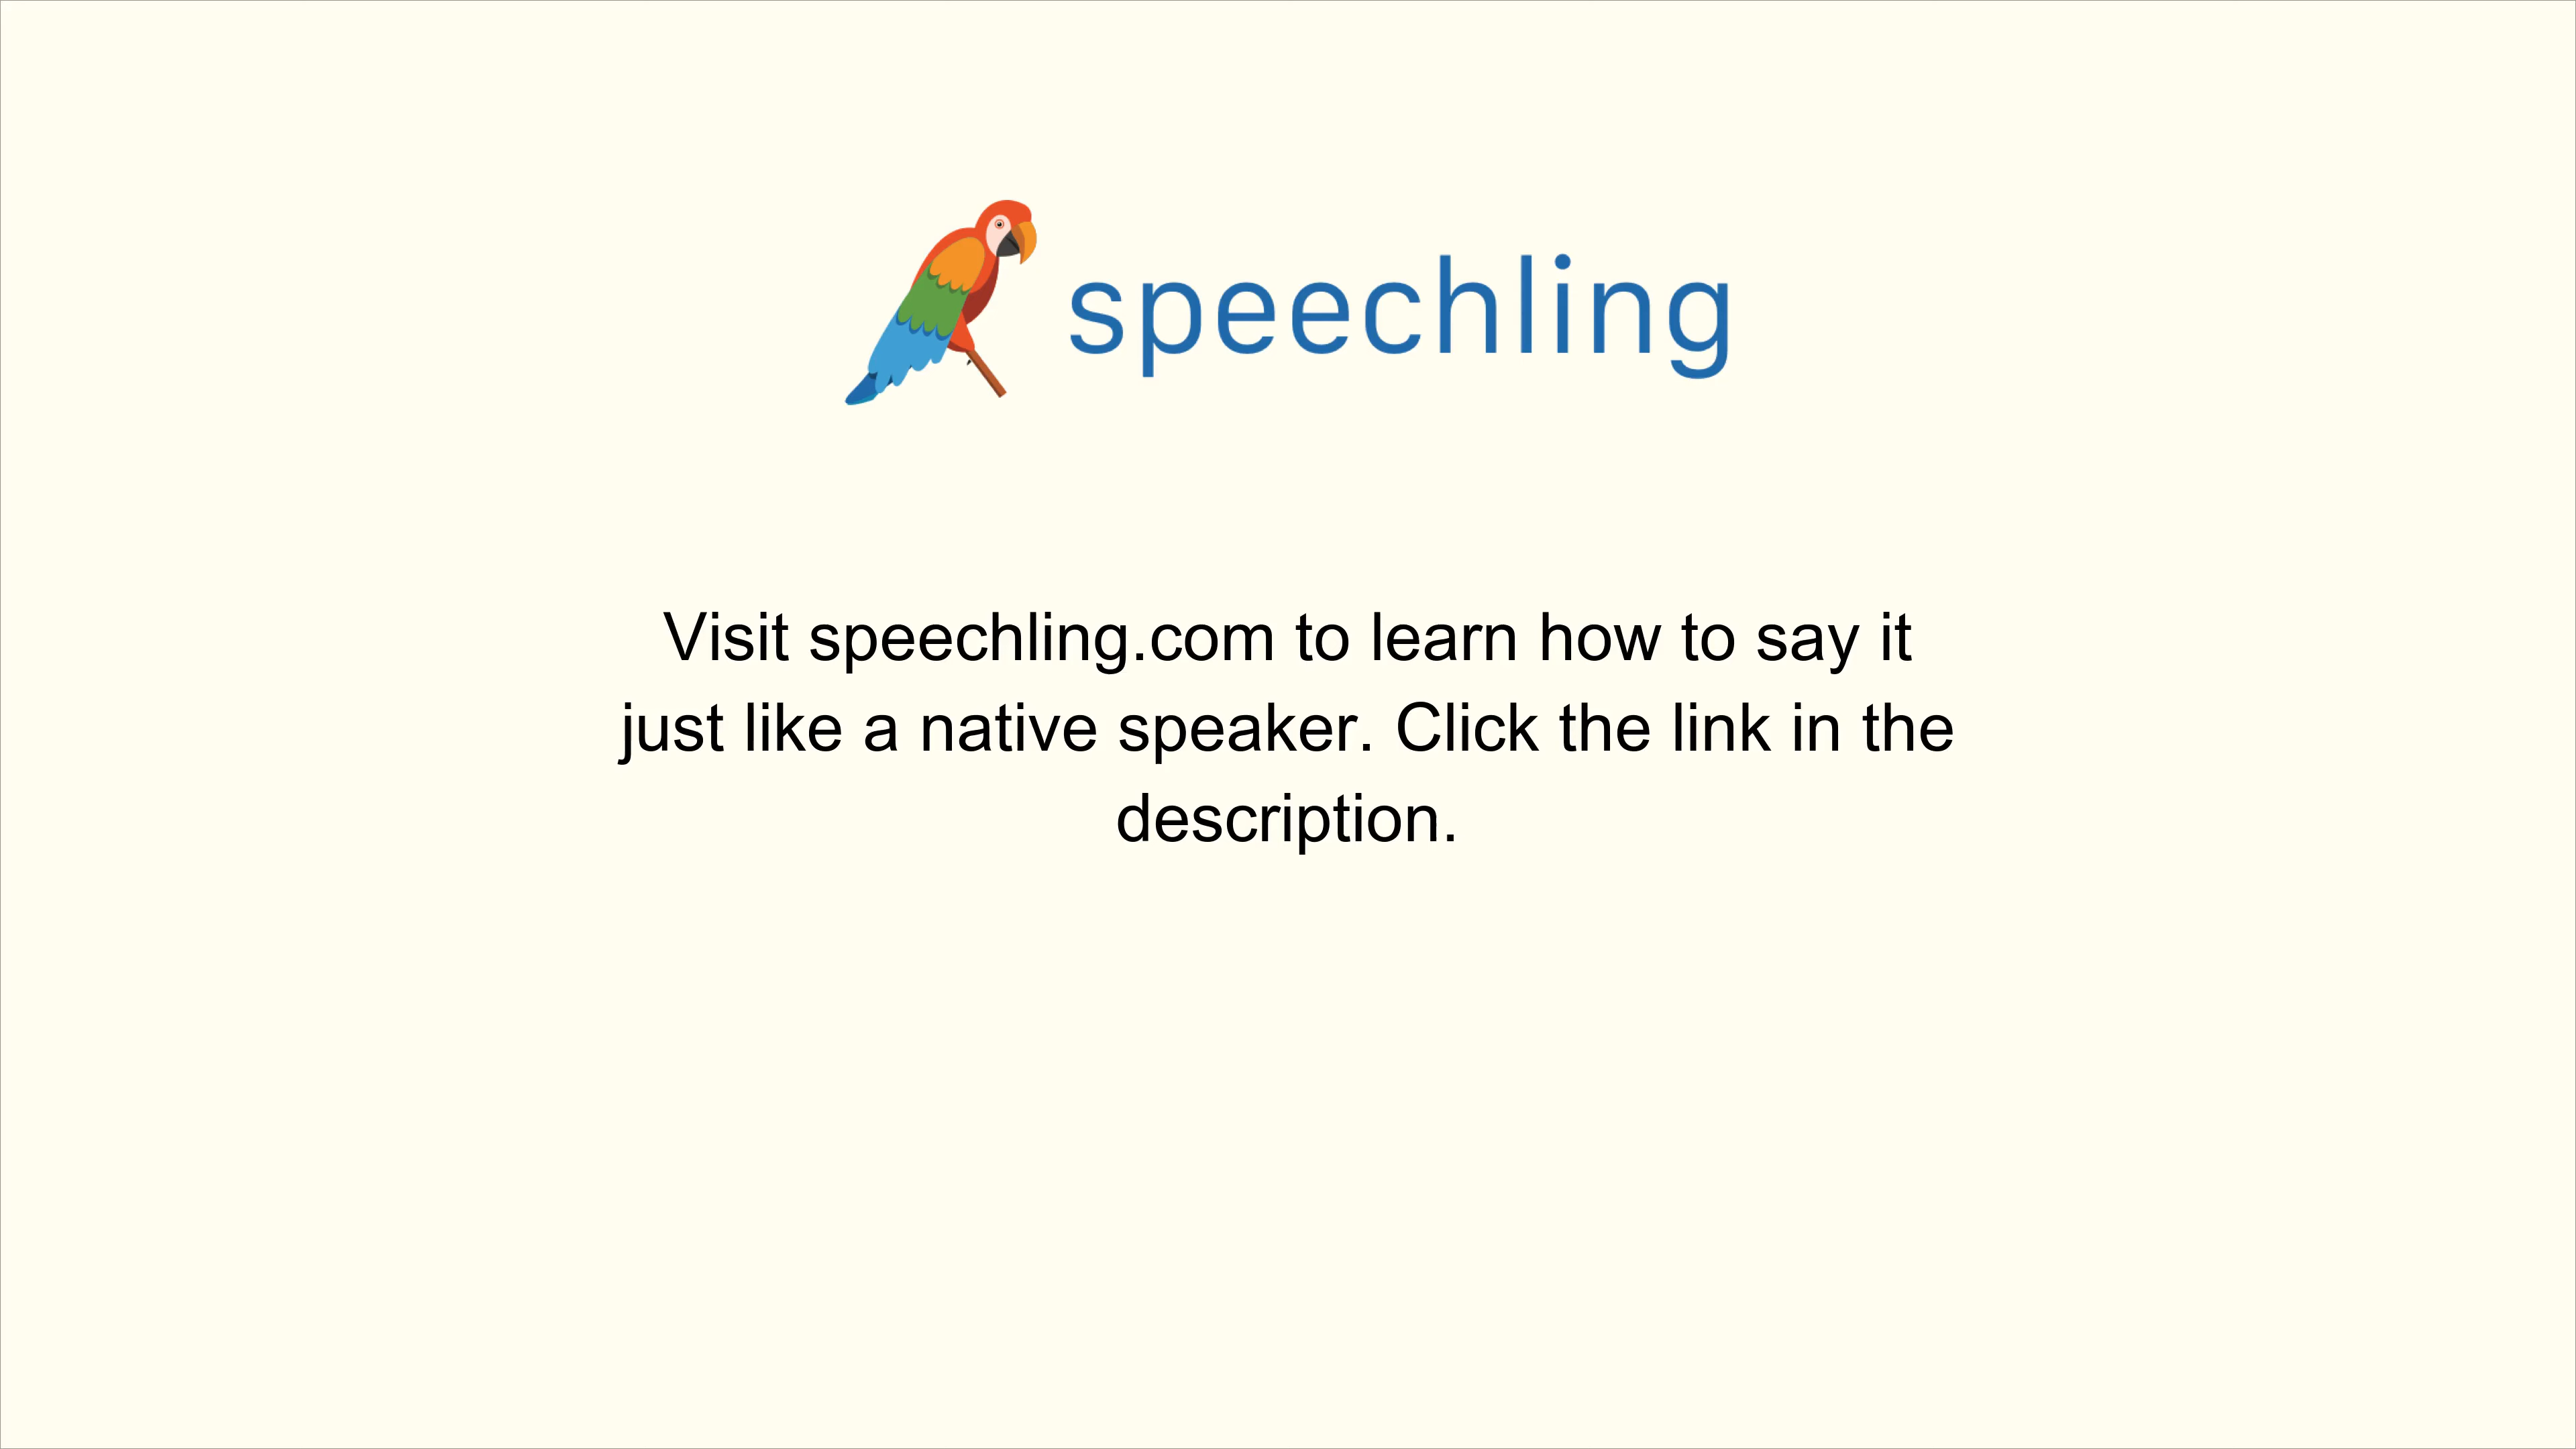 speechling
Visit speechling.com to learn how to say it
just like a native speaker. Click the link in the
description.